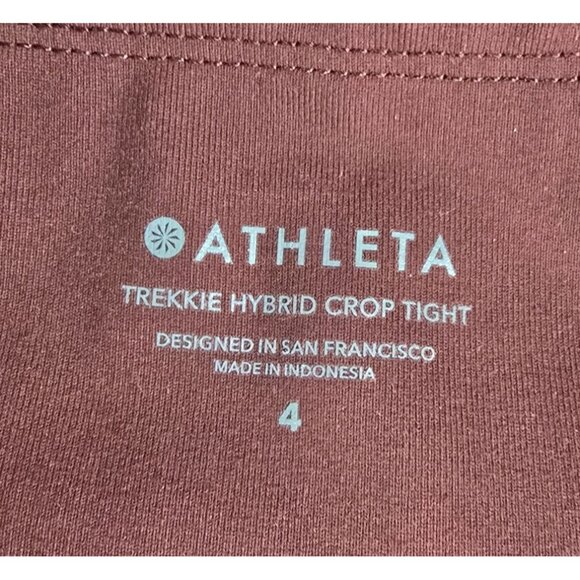 ATHLETA
TREKKIE HYBRID CROP TIGHT
DESIGNED IN SAN FRANCISCO
MADE IN INDONESIA
4